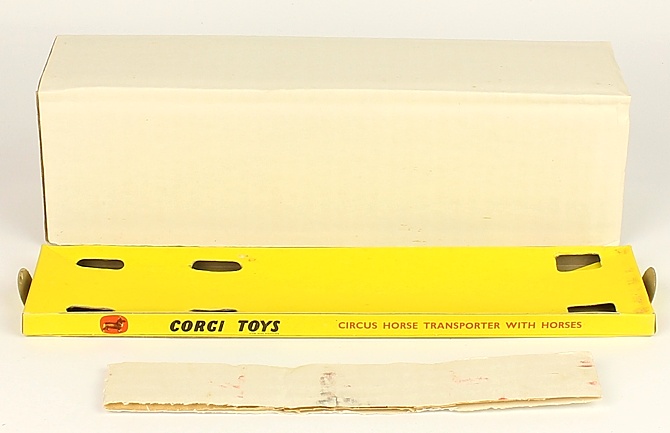 CORGI TOYS CIRCUS HORSE TRANSPORTER WITH HORSES